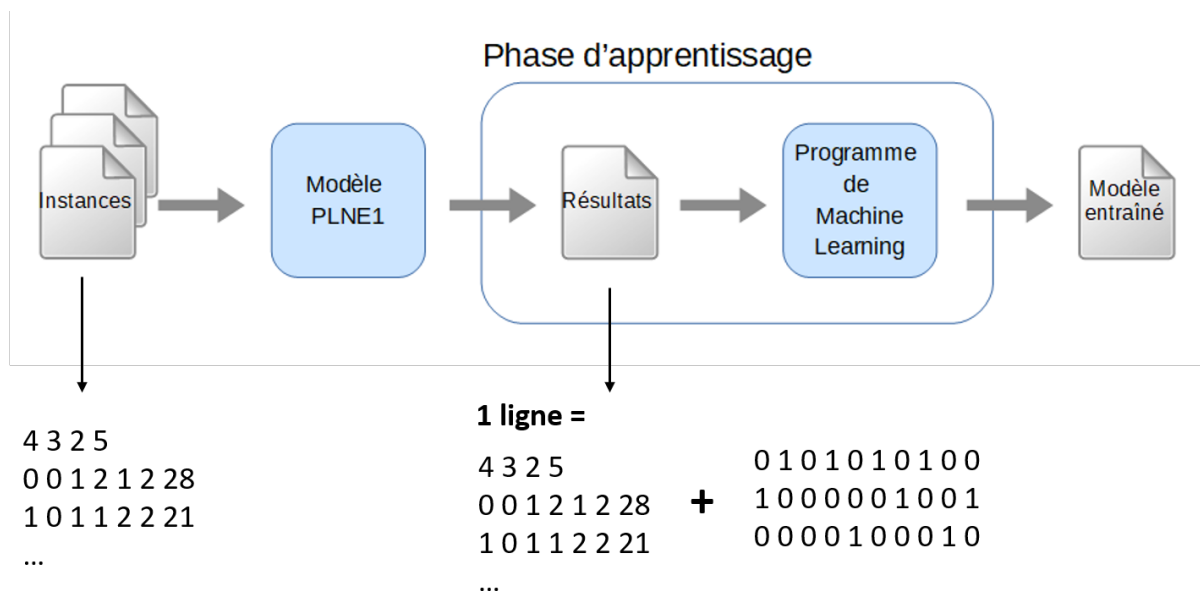 Phase d'apprentissage
Instances
Modèle
PLNE1
Résultats
Programme
de
Machine
Learning
Modèle
entraîné
4 3 2 5
0 0 1 2 1 2 28
1 0 1 1 2 2 21
...
1 ligne =
4 3 2 5
0 0 1 2 1 2 28
1 0 1 1 2 2 21
...
+
0 1 0 1 0 1 0 1 0 0
1 0 0 0 0 0 1 0 0 1
0 0 0 0 1 0 0 0 1 0